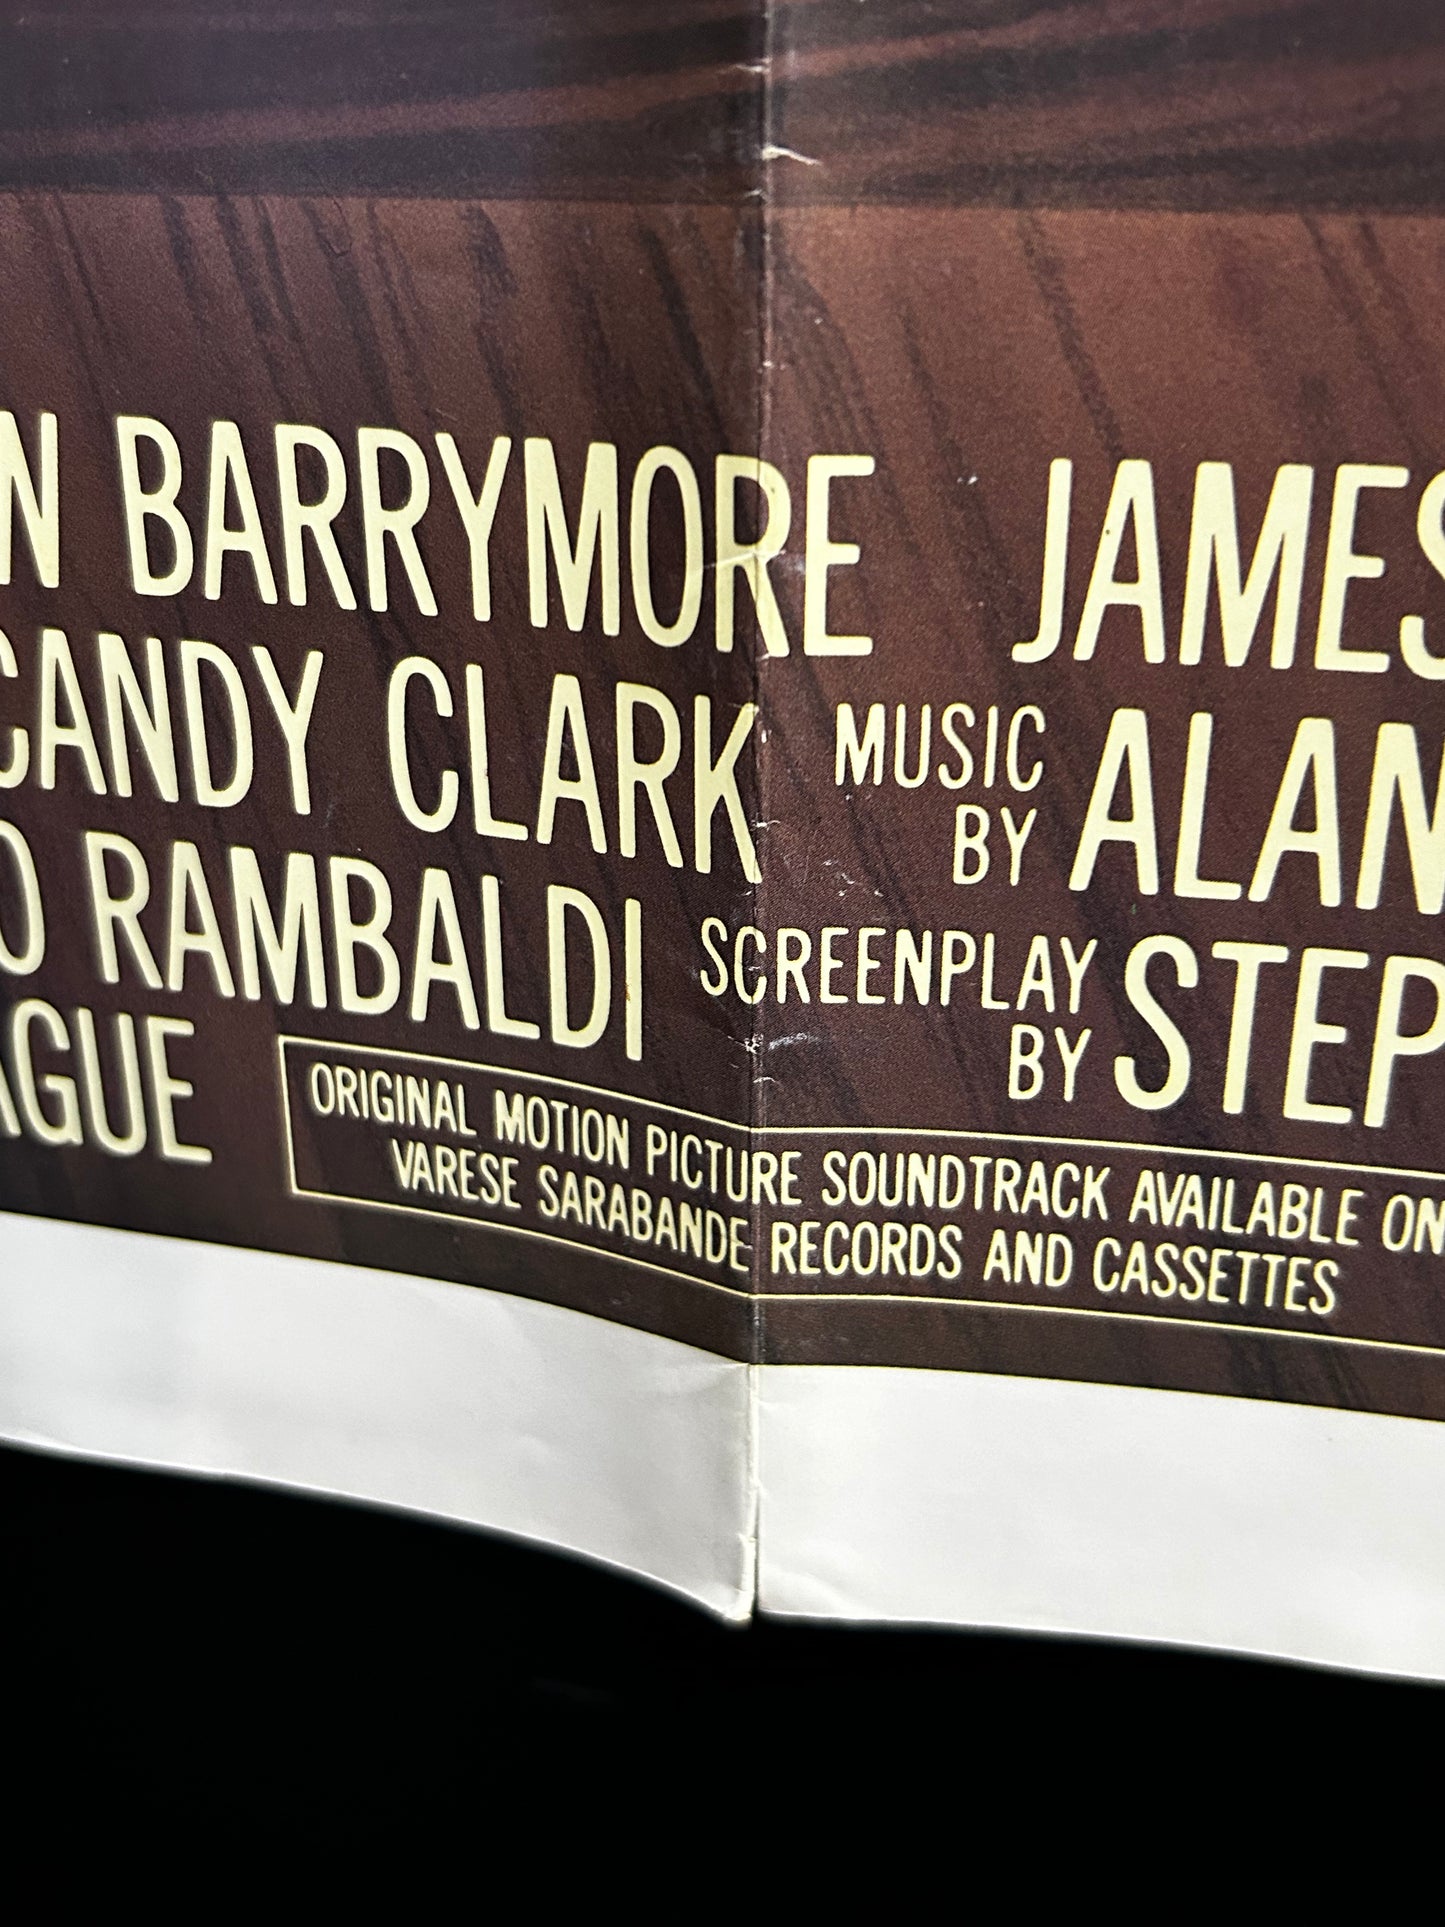 N BARRYMORE JAMES
CANDY CLARK MUSIC BY ALAN
O RAMBALDI SCREENPLAY BY STEP
AGUE
ORIGINAL MOTION PICTURE SOUNDTRACK AVAILABLE ON
VARESE SARABANDE RECORDS AND CASSETTES